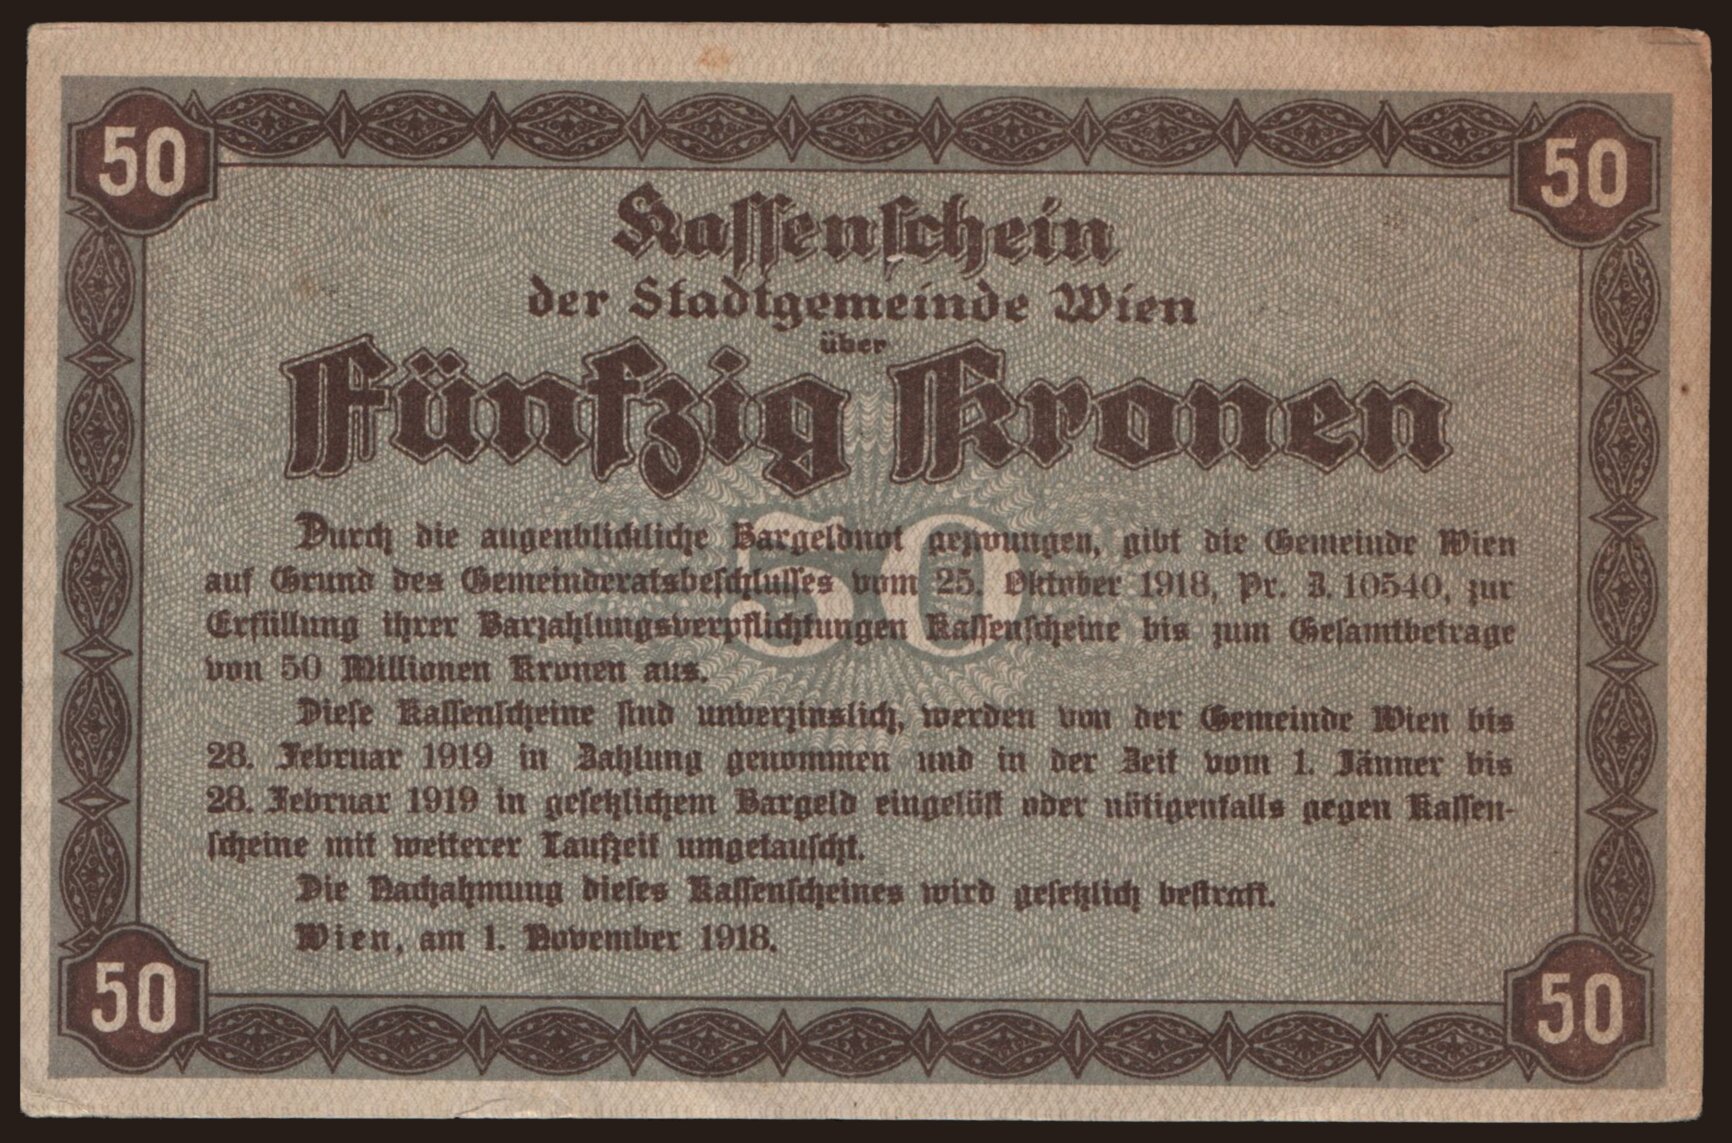 50 50
Kassenschein
der Stadtgemeinde Wien
über
Fünfzig Kronen
50
Durch die augenblickliche Bargeldnot gezwungen, gibt die Gemeinde Wien
auf Grund des Gemeinderatsbeschlusses vom 25. Oktober 1918, Pr. Z. 10540, zur
Erfüllung ihrer Barzahlungsverpflichtungen Kassenscheine bis zum Gesamtbetrage
von 50 Millionen Kronen aus.
Diese Kassenscheine sind unverzinslich, werden von der Gemeinde Wien bis
28. Februar 1919 in Zahlung genommen und in der Zeit vom 1. Jänner bis
28. Februar 1919 in gesetzlichem Bargeld eingelöst oder nötigenfalls gegen Kassen-
scheine mit weiterer Laufzeit umgetauscht.
Die Nachahmung dieses Kassenscheines wird gesetzlich bestraft.
Wien, am 1. November 1918.
50 50